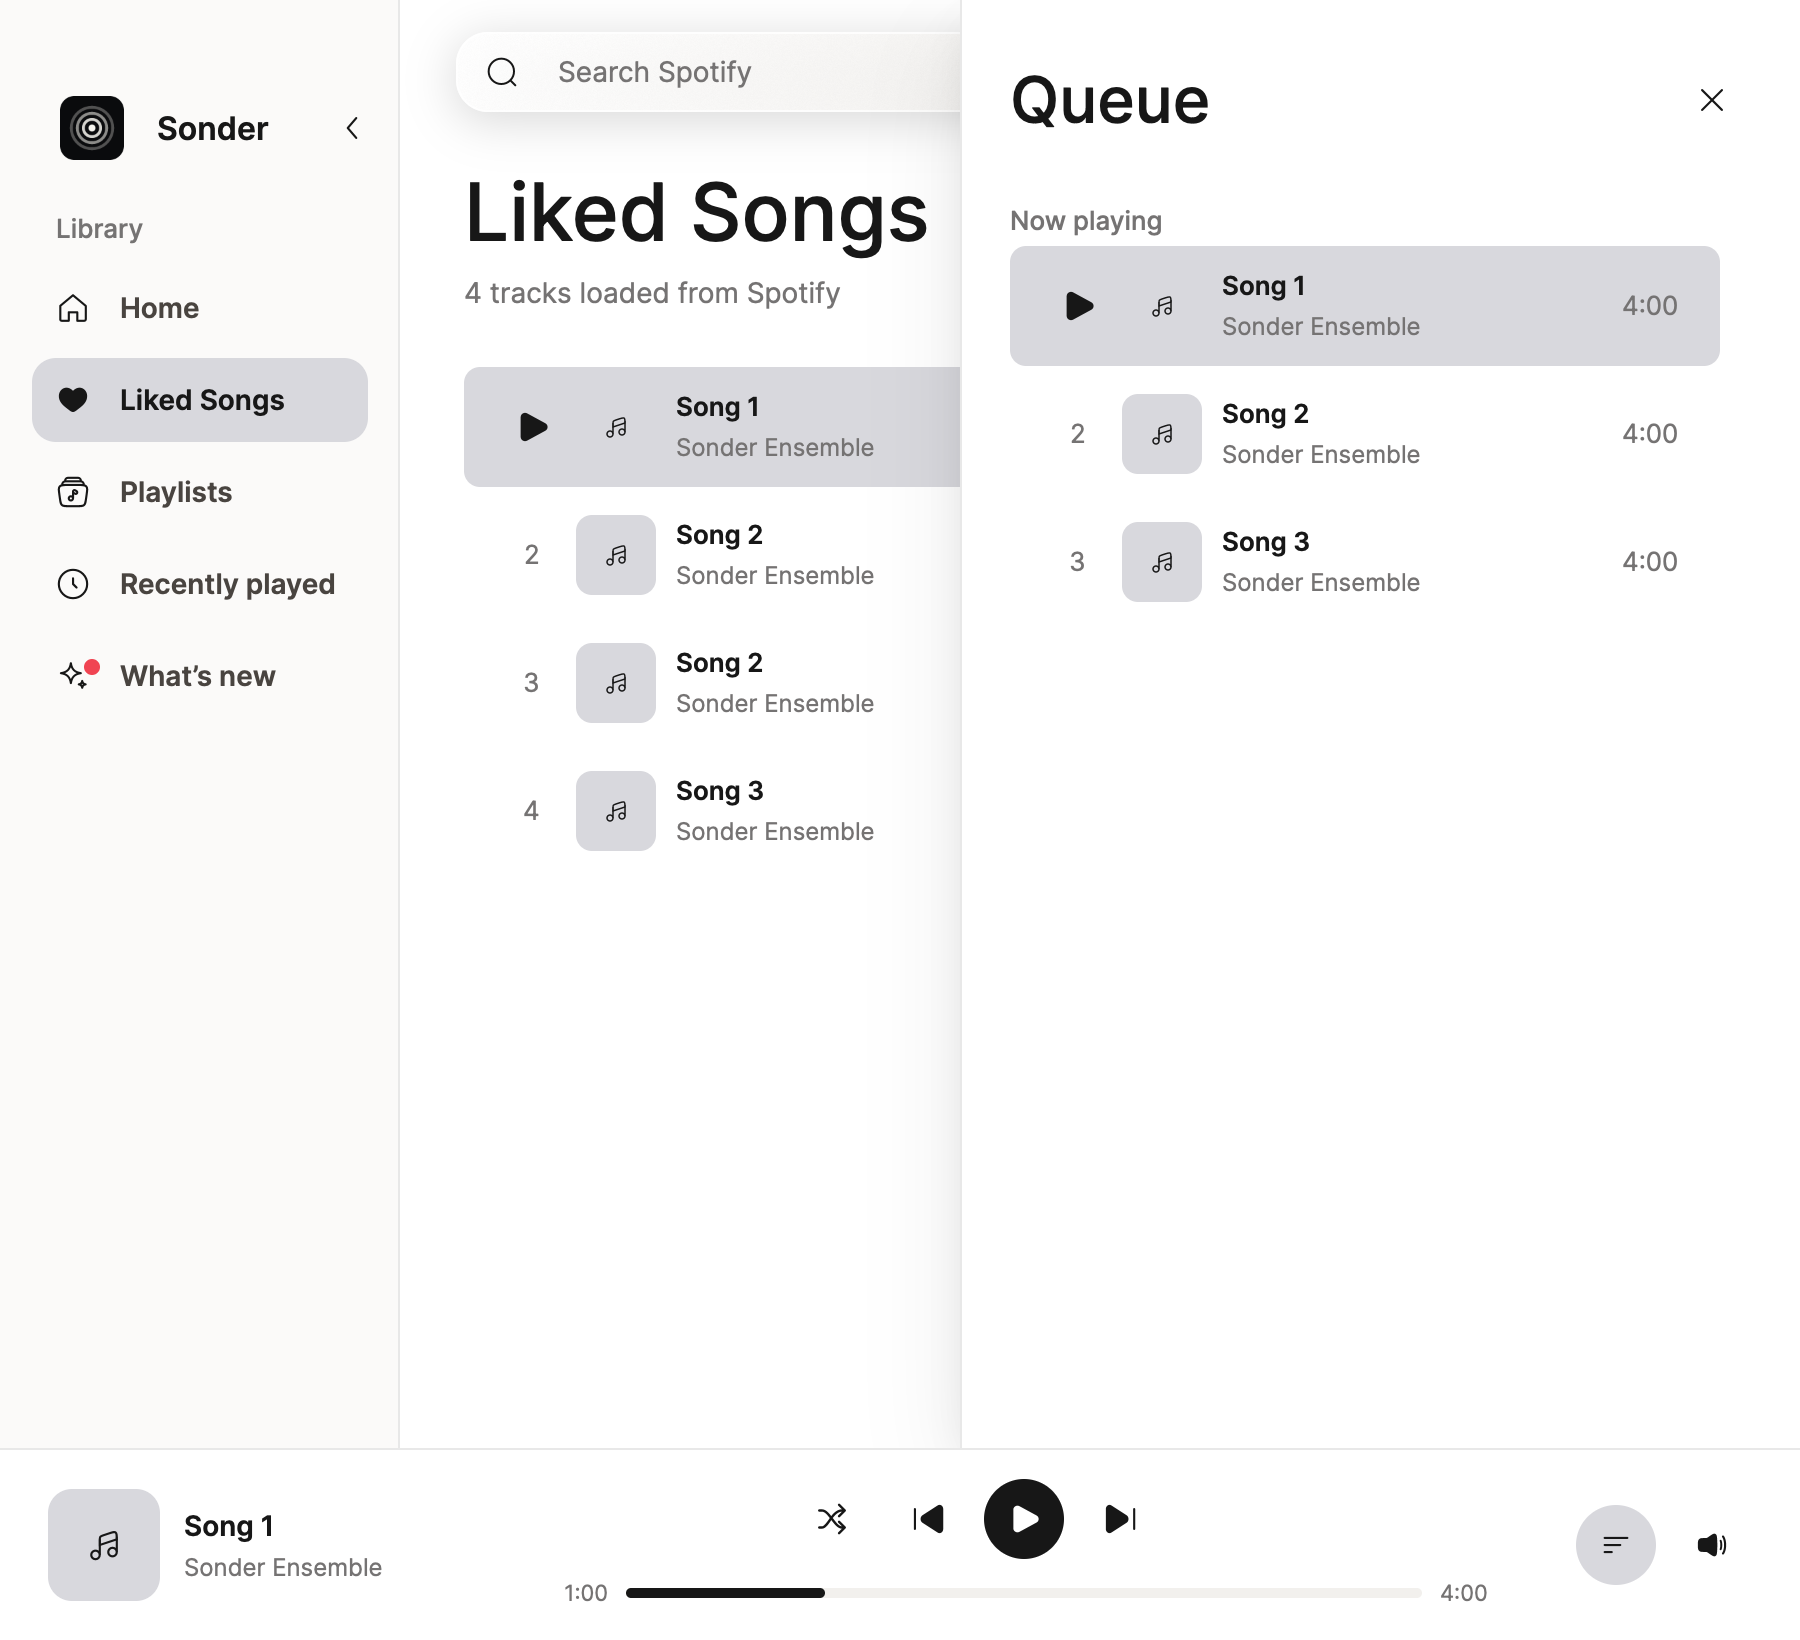 Sonder
Library
Home
Liked Songs
Playlists
Recently played
What’s new
Search Spotify
Liked Songs
4 tracks loaded from Spotify
Song 1
Sonder Ensemble
2
Song 2
Sonder Ensemble
3
Song 2
Sonder Ensemble
4
Song 3
Sonder Ensemble
Queue
Now playing
Song 1
Sonder Ensemble
4:00
2
Song 2
Sonder Ensemble
4:00
3
Song 3
Sonder Ensemble
4:00
Song 1
Sonder Ensemble
1:00
4:00